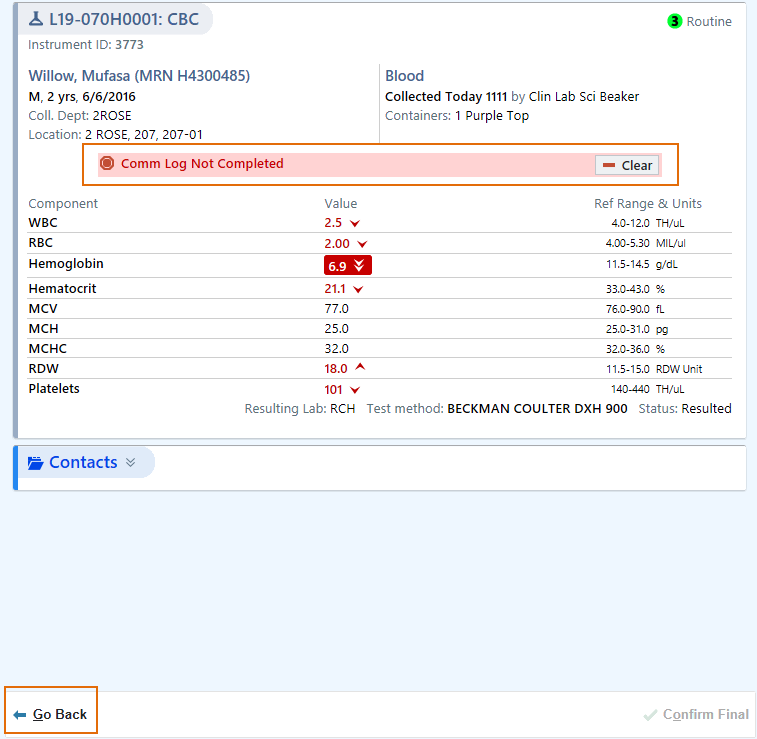 L19-070H0001: CBC
3 Routine
Instrument ID: 3773
Willow, Mufasa (MRN H4300485)
M, 2 yrs, 6/6/2016
Coll. Dept: 2ROSE
Location: 2 ROSE, 207, 207-01
Blood
Collected Today 1111 by Clin Lab Sci Beaker
Containers: 1 Purple Top
Comm Log Not Completed Clear
Component Value Ref Range & Units
WBC 2.5 4.0-12.0 TH/uL
RBC 2.00 4.00-5.30 MIL/ul
Hemoglobin 6.9 11.5-14.5 g/dL
Hematocrit 21.1 33.0-43.0 %
MCV 77.0 76.0-90.0 fL
MCH 25.0 25.0-31.0 pg
MCHC 32.0 32.0-36.0 %
RDW 18.0 11.5-15.0 RDW Unit
Platelets 101 140-440 TH/uL
Resulting Lab: RCH Test method: BECKMAN COULTER DXH 900 Status: Resulted
Contacts
Go Back Confirm Final